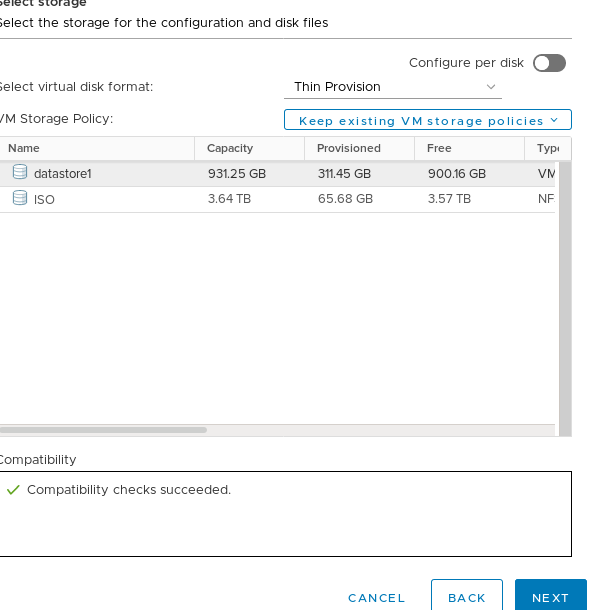 Select storage
Select the storage for the configuration and disk files
Configure per disk
Select virtual disk format: Thin Provision
VM Storage Policy: Keep existing VM storage policies
Name Capacity Provisioned Free Type
datastore1 931.25 GB 311.45 GB 900.16 GB VM
ISO 3.64 TB 65.68 GB 3.57 TB NF
Compatibility
Compatibility checks succeeded.
CANCEL BACK NEXT